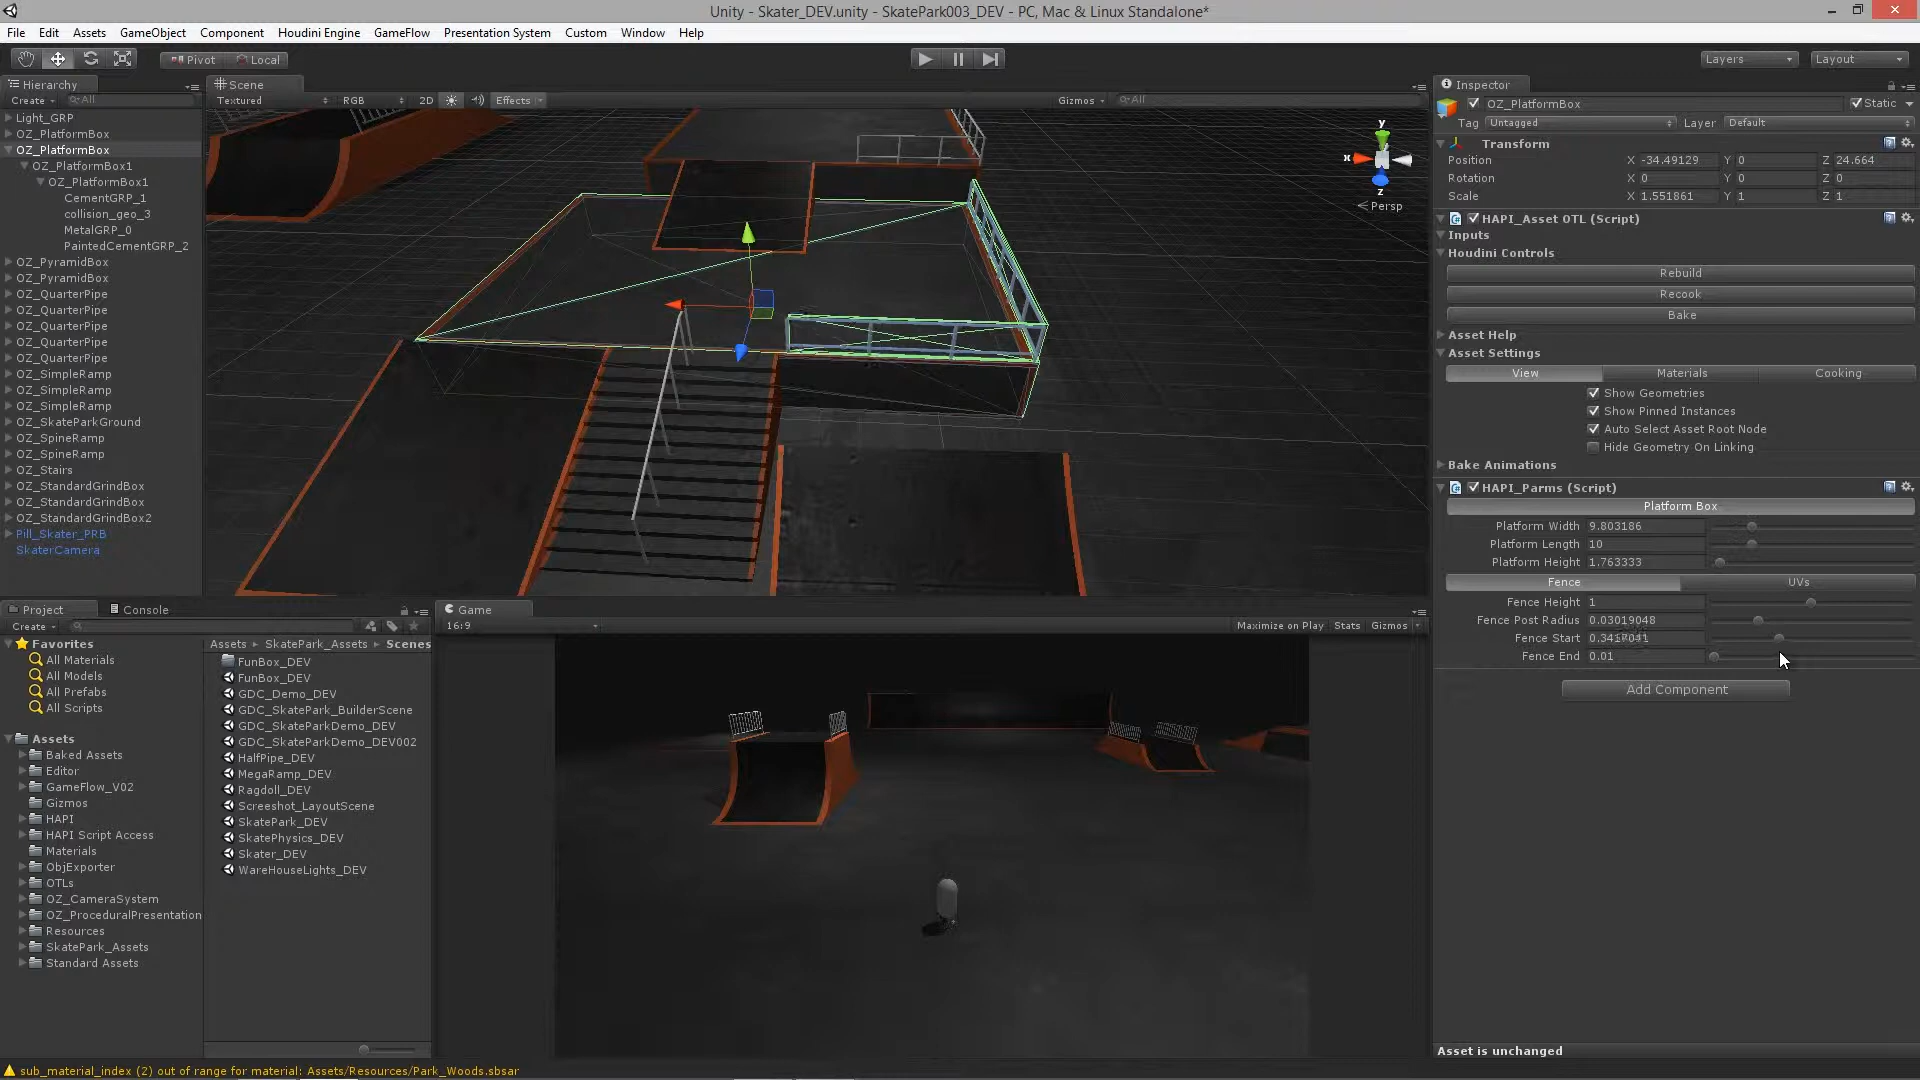 Unity - Skater_DEV.unity - SkatePark003_DEV - PC, Mac & Linux Standalone*
File Edit Assets GameObject Component Houdini Engine GameFlow Presentation System Custom Window Help
Pivot Local Layers Layout
Hierarchy
Create All
Light_GRP
OZ_PlatformBox
OZ_PlatformBox
OZ_PlatformBox1
OZ_PlatformBox1
CementGRP_1
collision_geo_3
MetalGRP_0
PaintedCementGRP_2
OZ_PyramidBox
OZ_PyramidBox
OZ_QuarterPipe
OZ_QuarterPipe
OZ_QuarterPipe
OZ_QuarterPipe
OZ_QuarterPipe
OZ_SimpleRamp
OZ_SimpleRamp
OZ_SimpleRamp
OZ_SkateParkGround
OZ_SpineRamp
OZ_SpineRamp
OZ_Stairs
OZ_StandardGrindBox
OZ_StandardGrindBox
OZ_StandardGrindBox2
Pill_Skater_PRB
SkaterCamera
Scene
Textured RGB 2D Effects Gizmos All
y
x
z
Persp
Inspector
OZ_PlatformBox Static
Tag Untagged Layer Default
Transform
Position X -34.49129 Y 0 Z 24.664
Rotation X 0 Y 0 Z 0
Scale X 1.551861 Y 1 Z 1
HAPI_Asset OTL (Script)
Inputs
Houdini Controls
Rebuild
Recook
Bake
Asset Help
Asset Settings
View Materials Cooking
Show Geometries
Show Pinned Instances
Auto Select Asset Root Node
Hide Geometry On Linking
Bake Animations
HAPI_Parms (Script)
Platform Box
Platform Width 9.803186
Platform Length 10
Platform Height 1.763333
Fence UVs
Fence Height 1
Fence Post Radius 0.03019048
Fence Start 0.3417041
Fence End 0.01
Add Component
Asset is unchanged
Project Console
Create
Favorites
All Materials
All Models
All Prefabs
All Scripts
Assets
Baked Assets
Editor
GameFlow_V02
Gizmos
HAPI
HAPI Script Access
Materials
ObjExporter
OTLs
OZ_CameraSystem
OZ_ProceduralPresentation
Resources
SkatePark_Assets
Standard Assets
Assets SkatePark_Assets Scenes
FunBox_DEV
FunBox_DEV
GDC_Demo_DEV
GDC_SkatePark_BuilderScene
GDC_SkateParkDemo_DEV
GDC_SkateParkDemo_DEV002
HalfPipe_DEV
MegaRamp_DEV
Ragdoll_DEV
Screeshot_LayoutScene
SkatePark_DEV
SkatePhysics_DEV
Skater_DEV
WareHouseLights_DEV
Game
16:9 Maximize on Play Stats Gizmos
sub_material_index (2) out of range for material: Assets/Resources/Park_Woods.sbsar